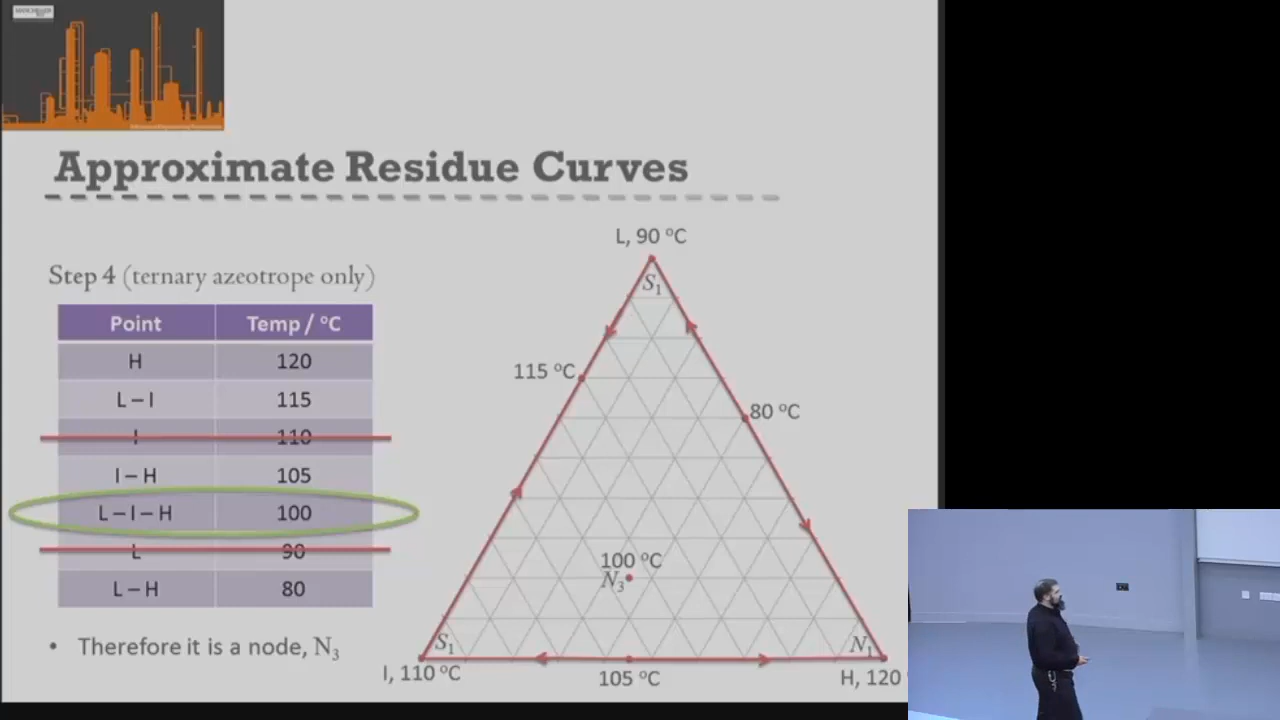 MANCHESTER
Approximate Residue Curves
Step 4 (ternary azeotrope only)
Point Temp / °C
H 120
L – I 115
I 110
I – H 105
L – I – H 100
L 90
L – H 80
• Therefore it is a node, N₃
L, 90 °C
S₁
115 °C
80 °C
100 °C
N₃
S₁
N₁
I, 110 °C
105 °C
H, 120